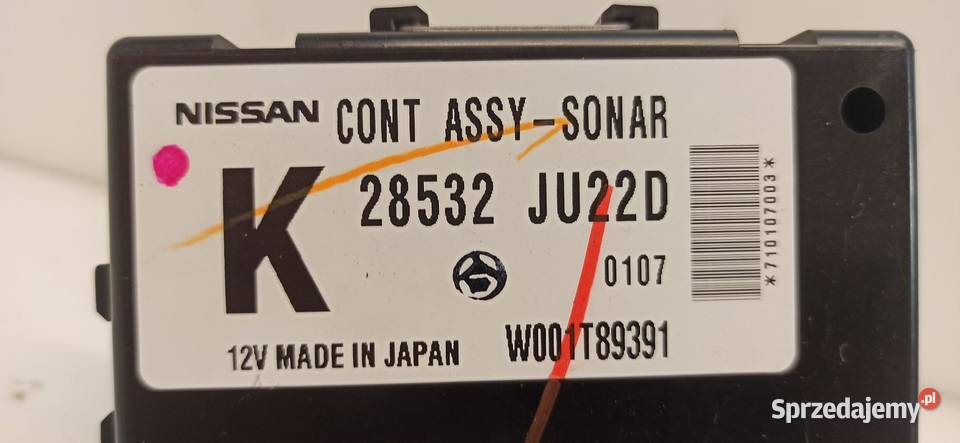 NISSAN CONT ASSY-SONAR
K 28532 JU22D
0107
12V MADE IN JAPAN W001T89391
*710107003*
Sprzedajemy.pl